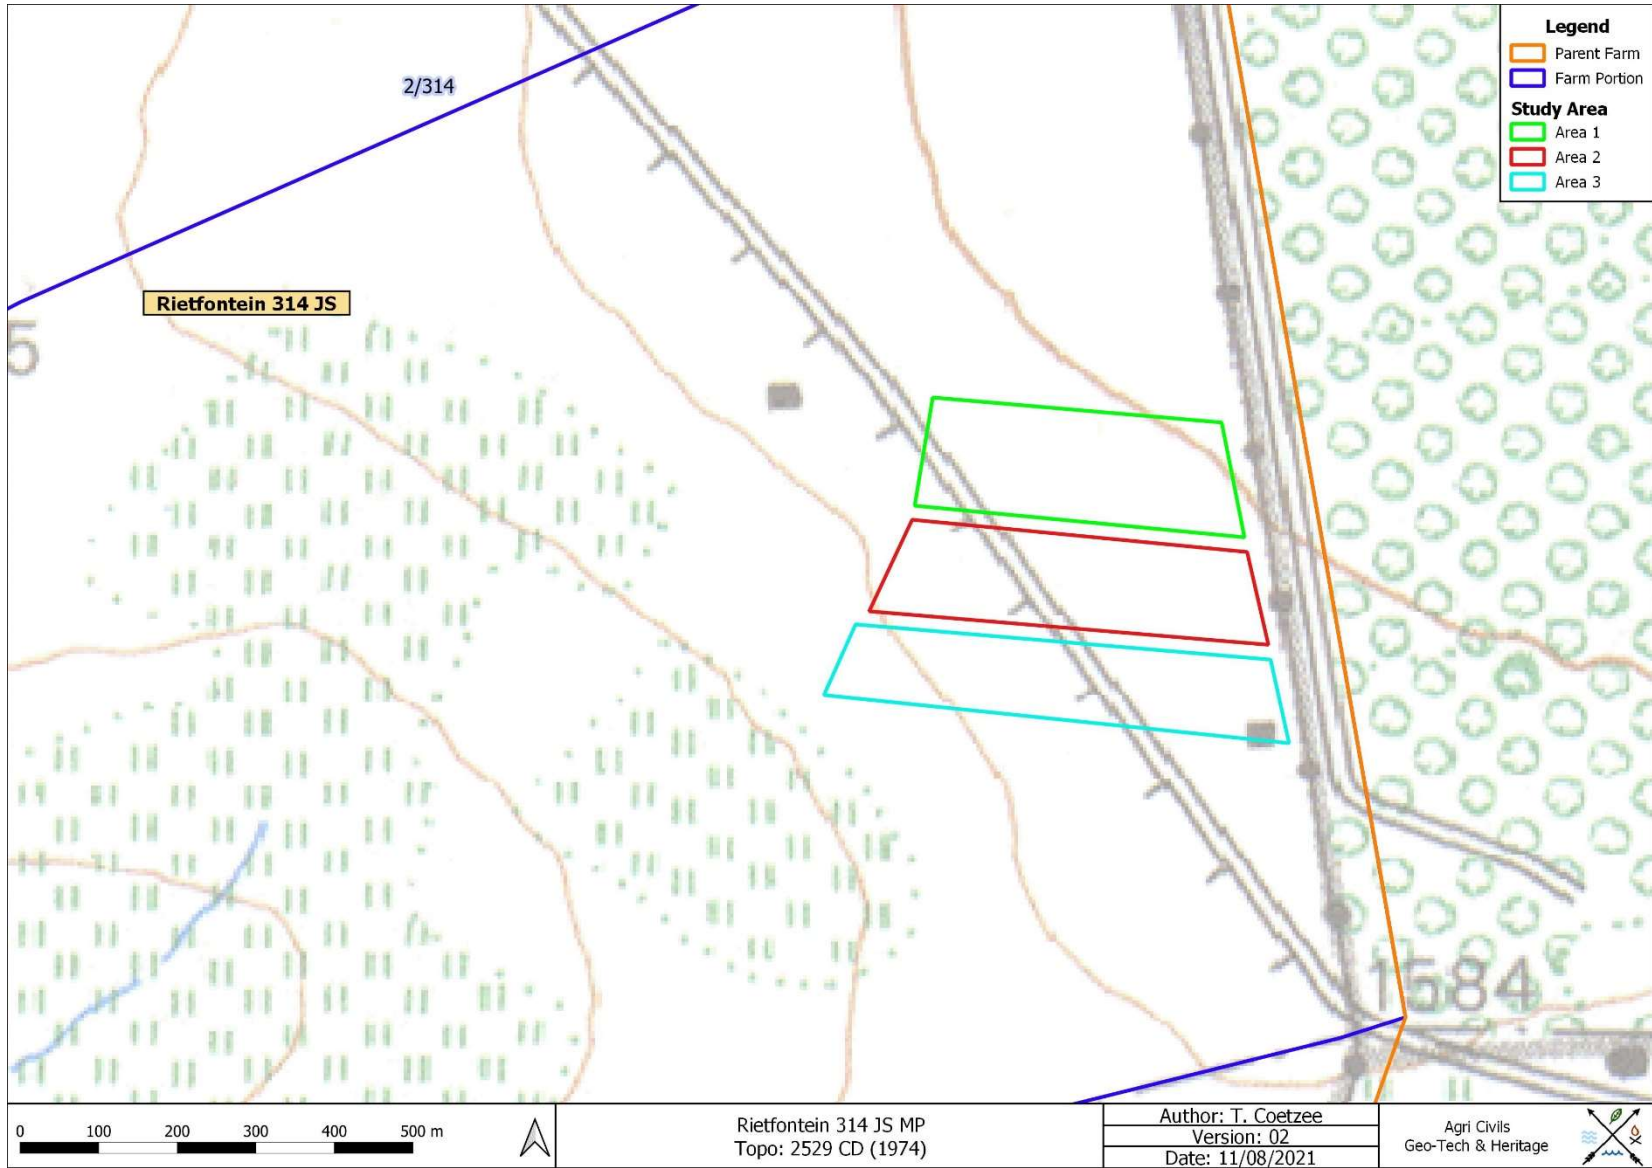 Legend
Parent Farm
Farm Portion
Study Area
Area 1
Area 2
Area 3
2/314
Rietfontein 314 JS
5
1584
0 100 200 300 400 500 m
Rietfontein 314 JS MP
Topo: 2529 CD (1974)
Author: T. Coetzee
Version: 02
Date: 11/08/2021
Agri Civils
Geo-Tech & Heritage